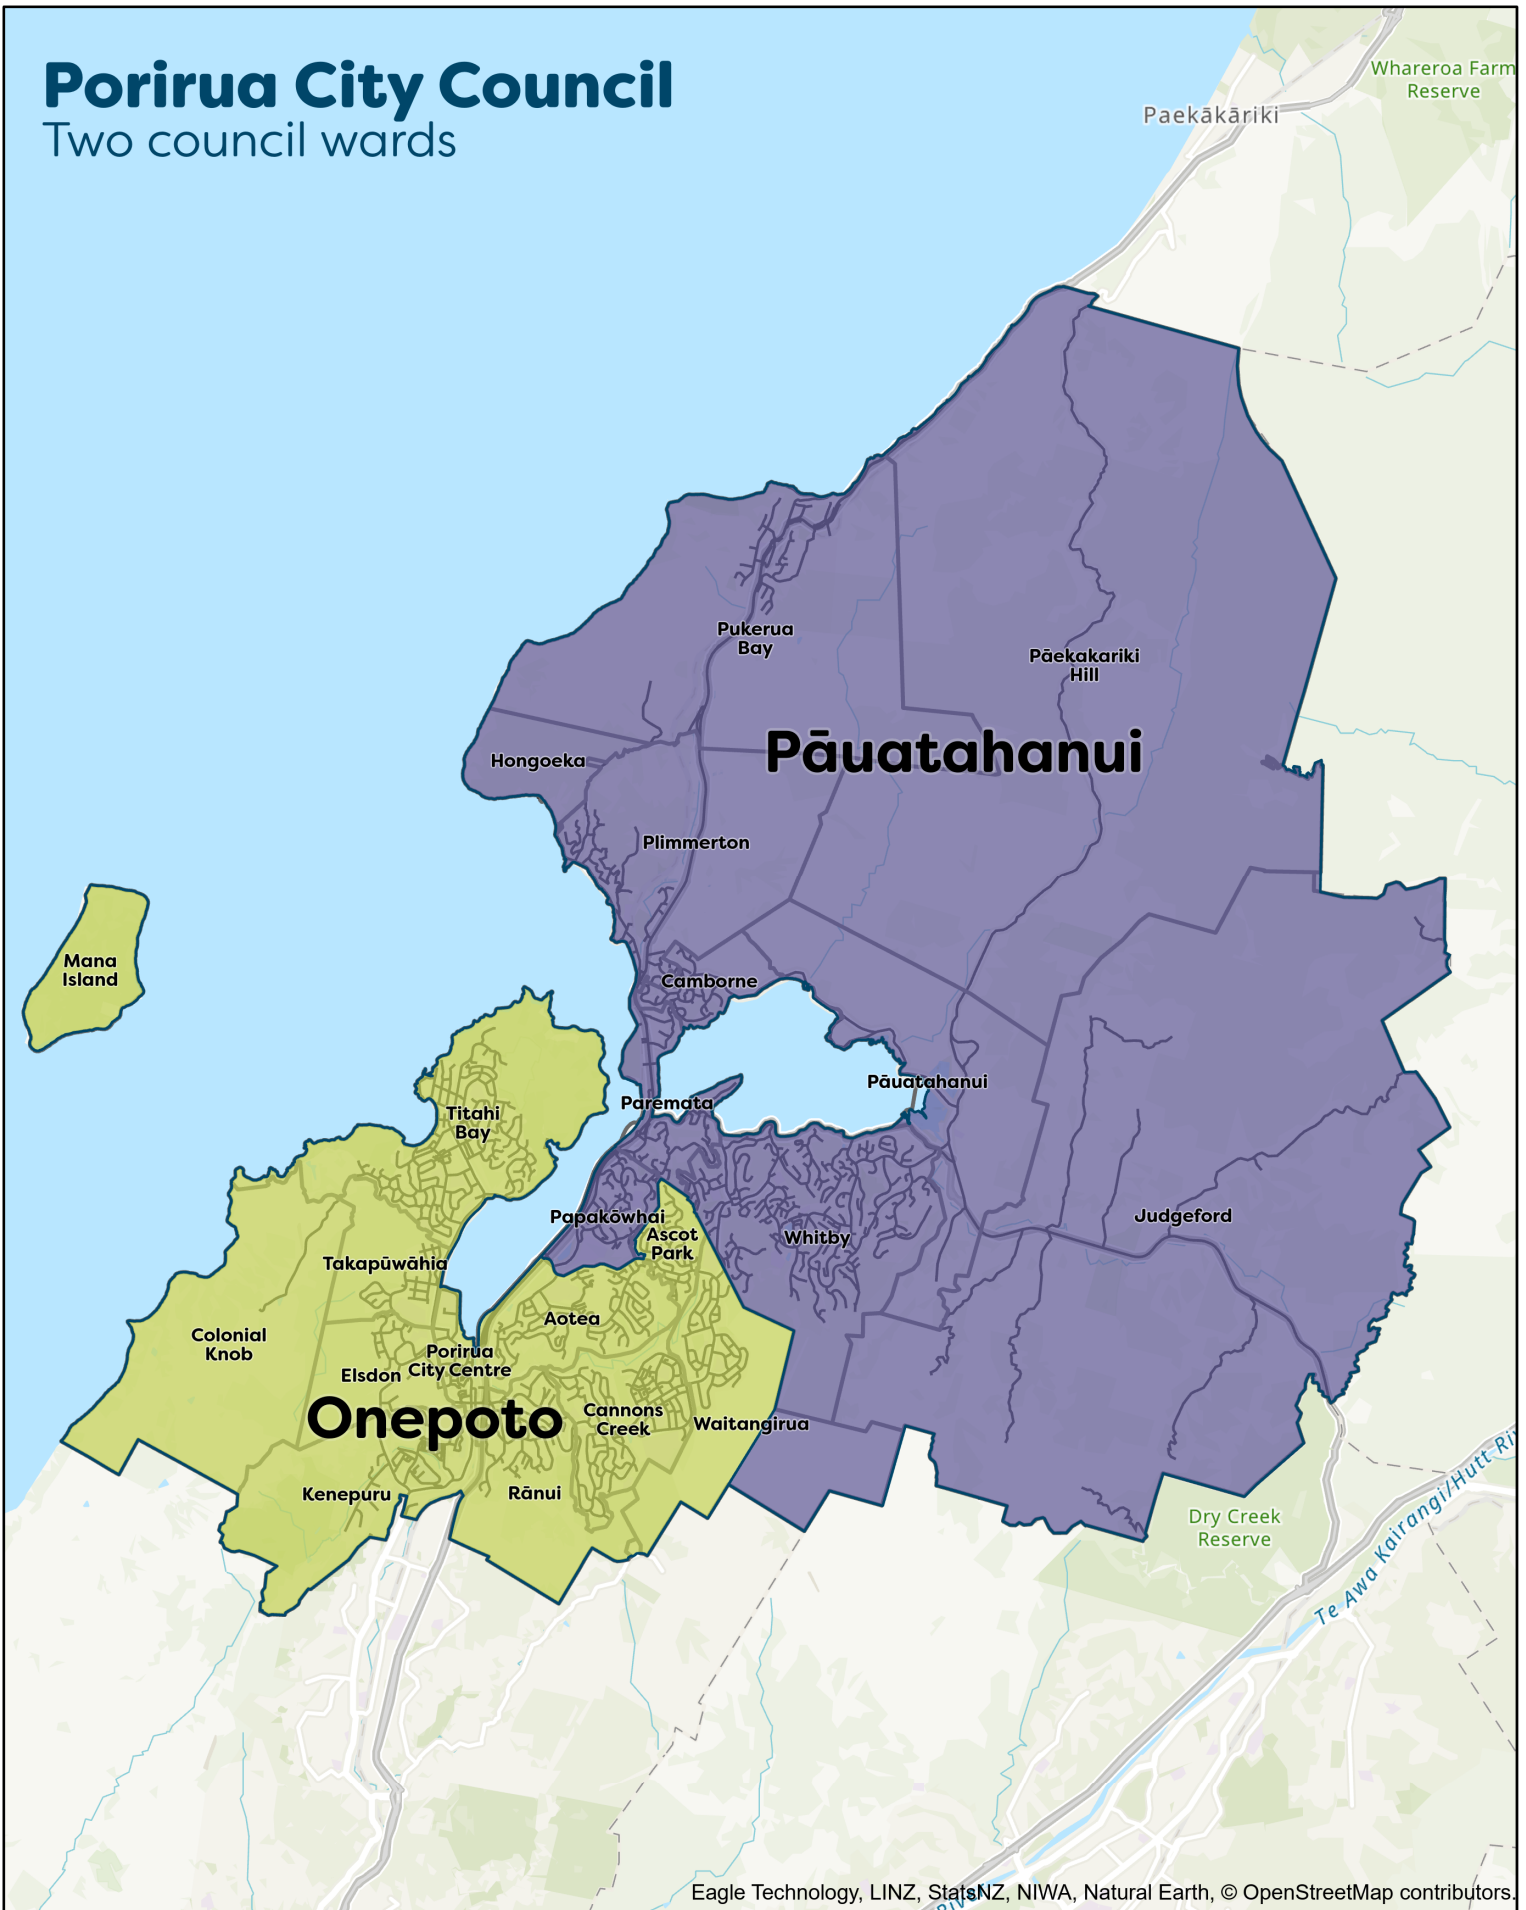 Porirua City Council
Two council wards
Whareroa Farm
Reserve
Paekākāriki
Pukerua
Bay
Pāekakariki
Hill
Pāuatahanui
Hongoeka
Plimmerton
Mana
Island
Camborne
Pāuatahanui
Paremata
Titahi
Bay
Papakōwhai
Ascot
Park
Whitby
Judgeford
Takapūwāhia
Aotea
Colonial
Knob
Porirua
City Centre
Elsdon
Onepoto
Cannons
Creek
Waitangirua
Kenepuru
Rānui
Dry Creek
Reserve
Te Awa Kairangi/Hutt Riv
River
Eagle Technology, LINZ, StatsNZ, NIWA, Natural Earth, © OpenStreetMap contributors.